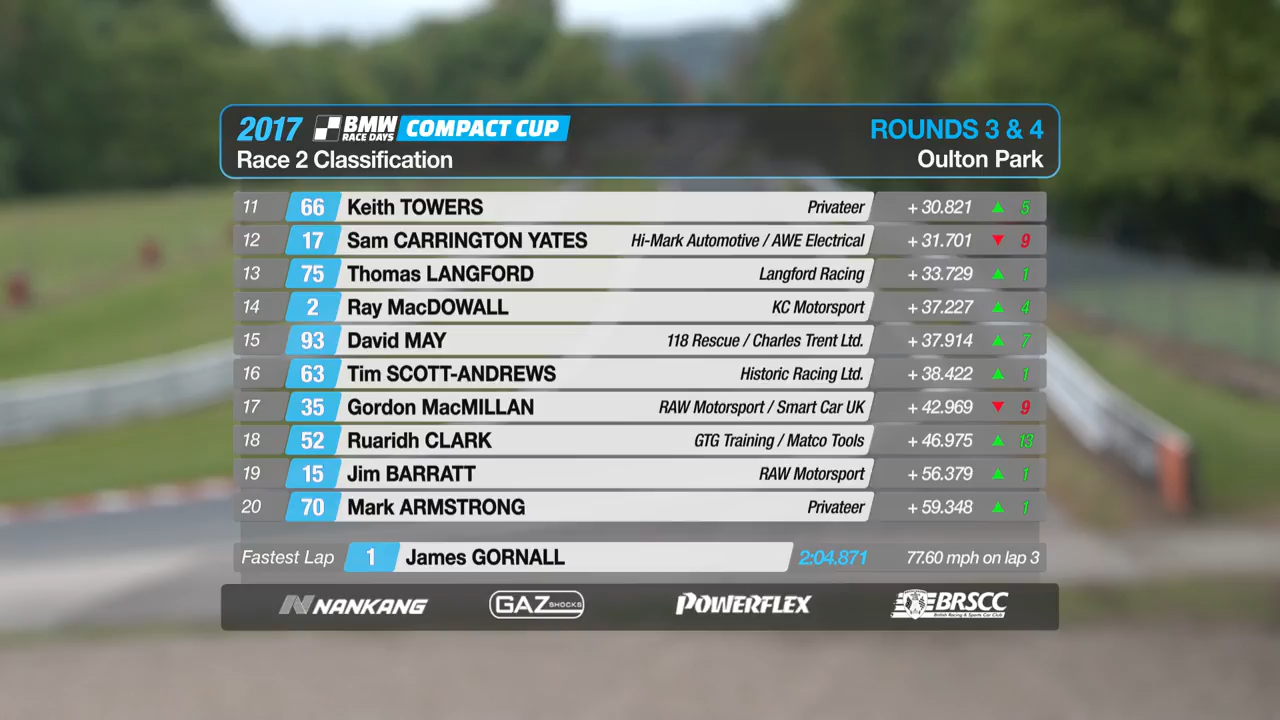 2017 BMW RACE DAYS COMPACT CUP ROUNDS 3 & 4
Race 2 Classification Oulton Park
11 66 Keith TOWERS Privateer + 30.821 ▲ 5
12 17 Sam CARRINGTON YATES Hi-Mark Automotive / AWE Electrical + 31.701 ▼ 9
13 75 Thomas LANGFORD Langford Racing + 33.729 ▲ 1
14 2 Ray MacDOWALL KC Motorsport + 37.227 ▲ 4
15 93 David MAY 118 Rescue / Charles Trent Ltd. + 37.914 ▲ 7
16 63 Tim SCOTT-ANDREWS Historic Racing Ltd. + 38.422 ▲ 1
17 35 Gordon MacMILLAN RAW Motorsport / Smart Car UK + 42.969 ▼ 9
18 52 Ruaridh CLARK GTG Training / Matco Tools + 46.975 ▲ 13
19 15 Jim BARRATT RAW Motorsport + 56.379 ▲ 1
20 70 Mark ARMSTRONG Privateer + 59.348 ▲ 1
Fastest Lap 1 James GORNALL 2:04.871 77.60 mph on lap 3
NANKANG GAZ SHOCKS POWERFLEX BRSCC
British Racing & Sports Car Club